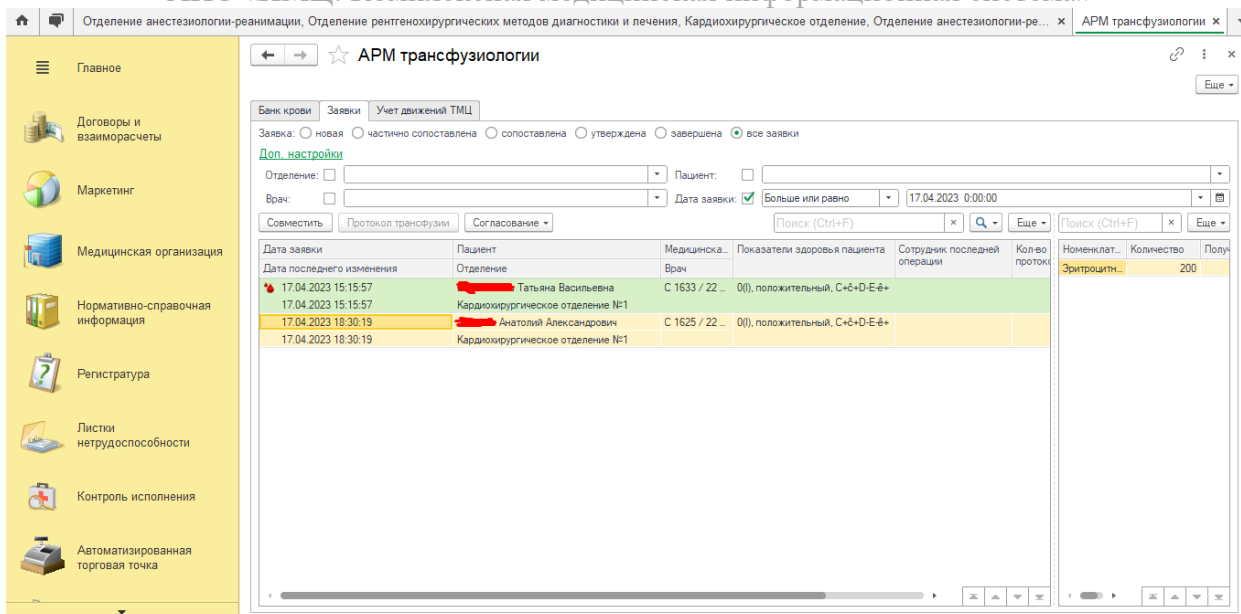 Отделение анестезиологии-реанимации, Отделение рентгенохирургических методов диагностики и лечения, Кардиохирургическое отделение, Отделение анестезиологии-ре... × АРМ трансфузиологии ×
Главное
Договоры и
взаиморасчеты
Маркетинг
Медицинская организация
Нормативно-справочная
информация
Регистратура
Листки
нетрудоспособности
Контроль исполнения
Автоматизированная
торговая точка
АРМ трансфузиологии
Еще
Банк крови Заявки Учет движений ТМЦ
Заявка: новая частично сопоставлена сопоставлена утверждена завершена все заявки
Доп. настройки
Отделение: Пациент:
Врач: Дата заявки: Больше или равно 17.04.2023 0:00:00
Совместить Протокол трансфузии Согласование Поиск (Ctrl+F) × Еще Поиск (Ctrl+F) × Еще
Дата заявки Пациент Медицинска... Показатели здоровья пациента Сотрудник последней операции Кол-во проток Номенклат... Количество Получ
Дата последнего изменения Отделение Врач
17.04.2023 15:15:57 Татьяна Васильевна С 1633 / 22 ... 0(I), положительный, C+ĉ+D-E-ê+ Эритроцитн... 200
17.04.2023 15:15:57 Кардиохирургическое отделение №1
17.04.2023 18:30:19 Анатолий Александрович С 1625 / 22 ... 0(I), положительный, C+ĉ+D-E-ê+
17.04.2023 18:30:19 Кардиохирургическое отделение №1